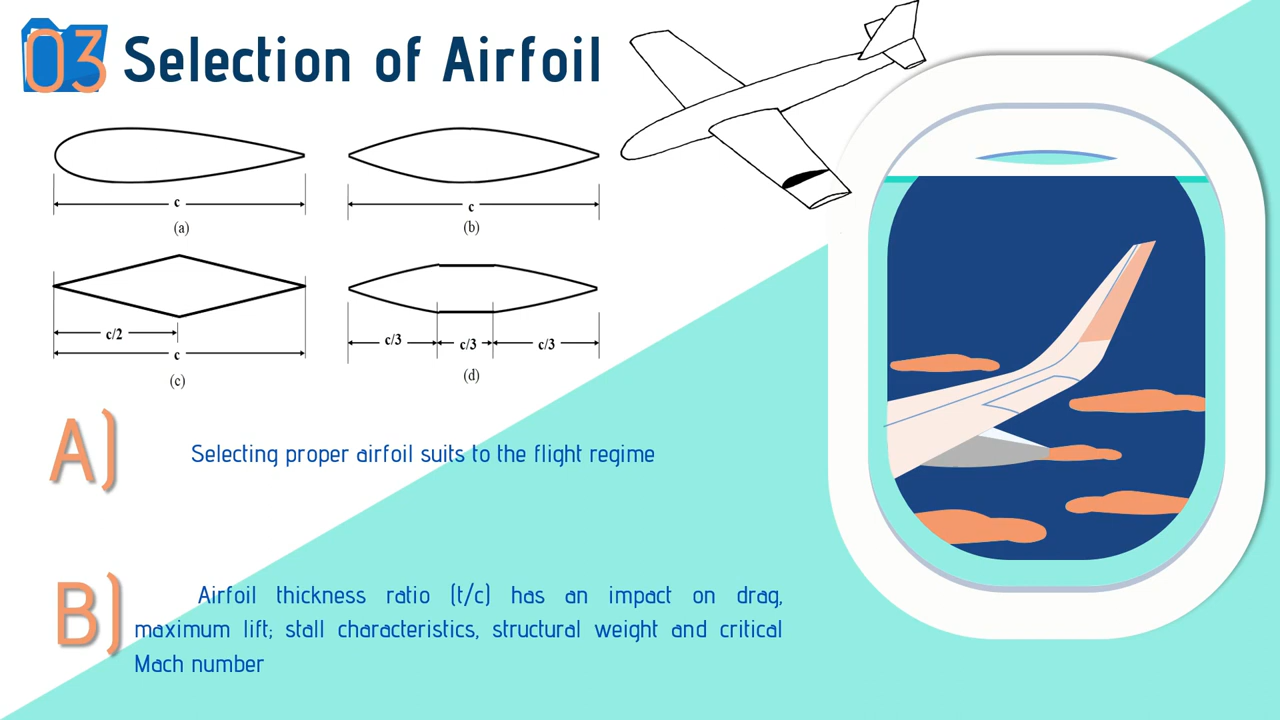 03 Selection of Airfoil
c
(a)
c
(b)
c/2
c
(c)
c/3 c/3 c/3
(d)
A) Selecting proper airfoil suits to the flight regime
B) Airfoil thickness ratio (t/c) has an impact on drag,
maximum lift; stall characteristics, structural weight and critical
Mach number